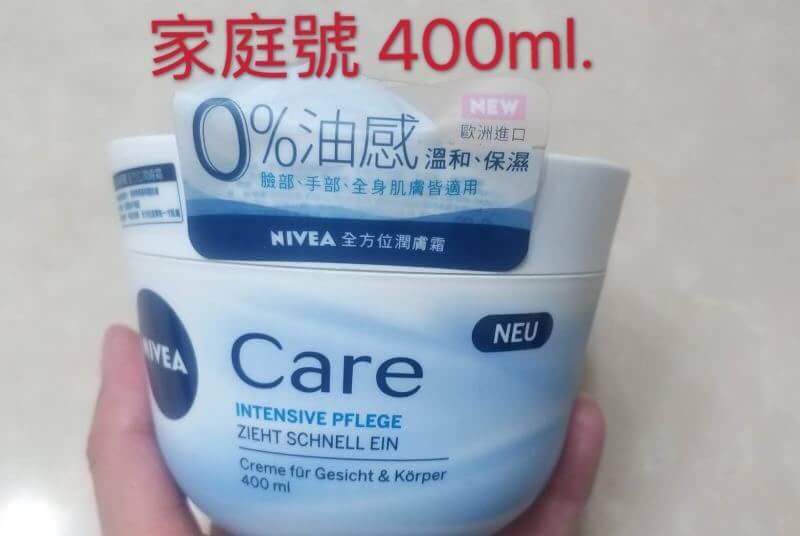 家庭號 400ml.
NEW
0%油感
歐洲進口
溫和、保濕
臉部、手部、全身肌膚皆適用
NIVEA 全方位潤膚霜
NIVEA
Care
NEU
INTENSIVE PFLEGE
ZIEHT SCHNELL EIN
Creme für Gesicht & Körper
400 ml